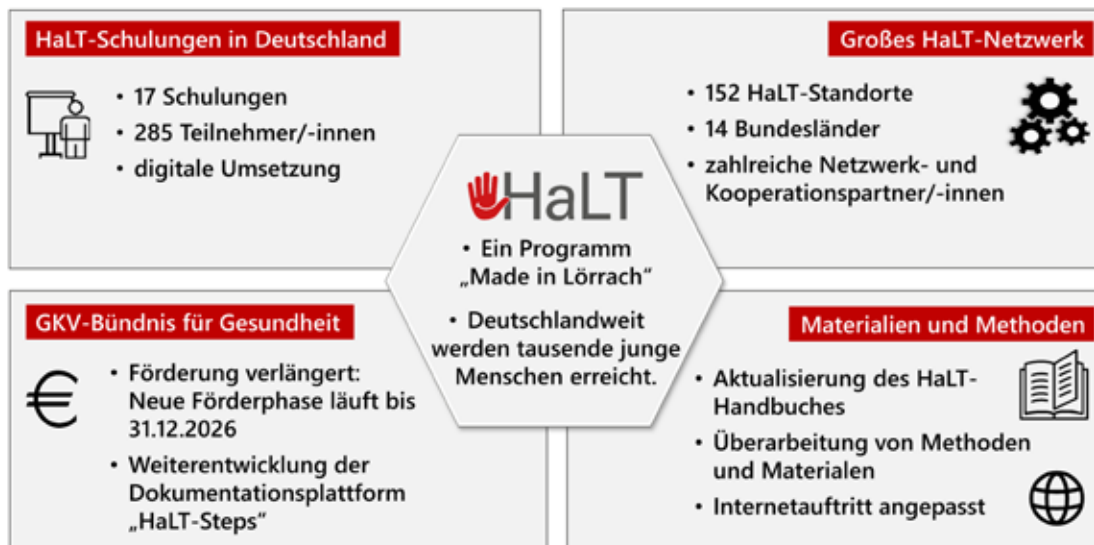 HaLT-Schulungen in Deutschland
• 17 Schulungen
• 285 Teilnehmer/-innen
• digitale Umsetzung
Großes HaLT-Netzwerk
• 152 HaLT-Standorte
• 14 Bundesländer
• zahlreiche Netzwerk- und
Kooperationspartner/-innen
HaLT
• Ein Programm
„Made in Lörrach“
• Deutschlandweit
werden tausende junge
Menschen erreicht.
GKV-Bündnis für Gesundheit
€
• Förderung verlängert:
Neue Förderphase läuft bis
31.12.2026
• Weiterentwicklung der
Dokumentationsplattform
„HaLT-Steps“
Materialien und Methoden
• Aktualisierung des HaLT-
Handbuches
• Überarbeitung von Methoden
und Materialen
• Internetauftritt angepasst